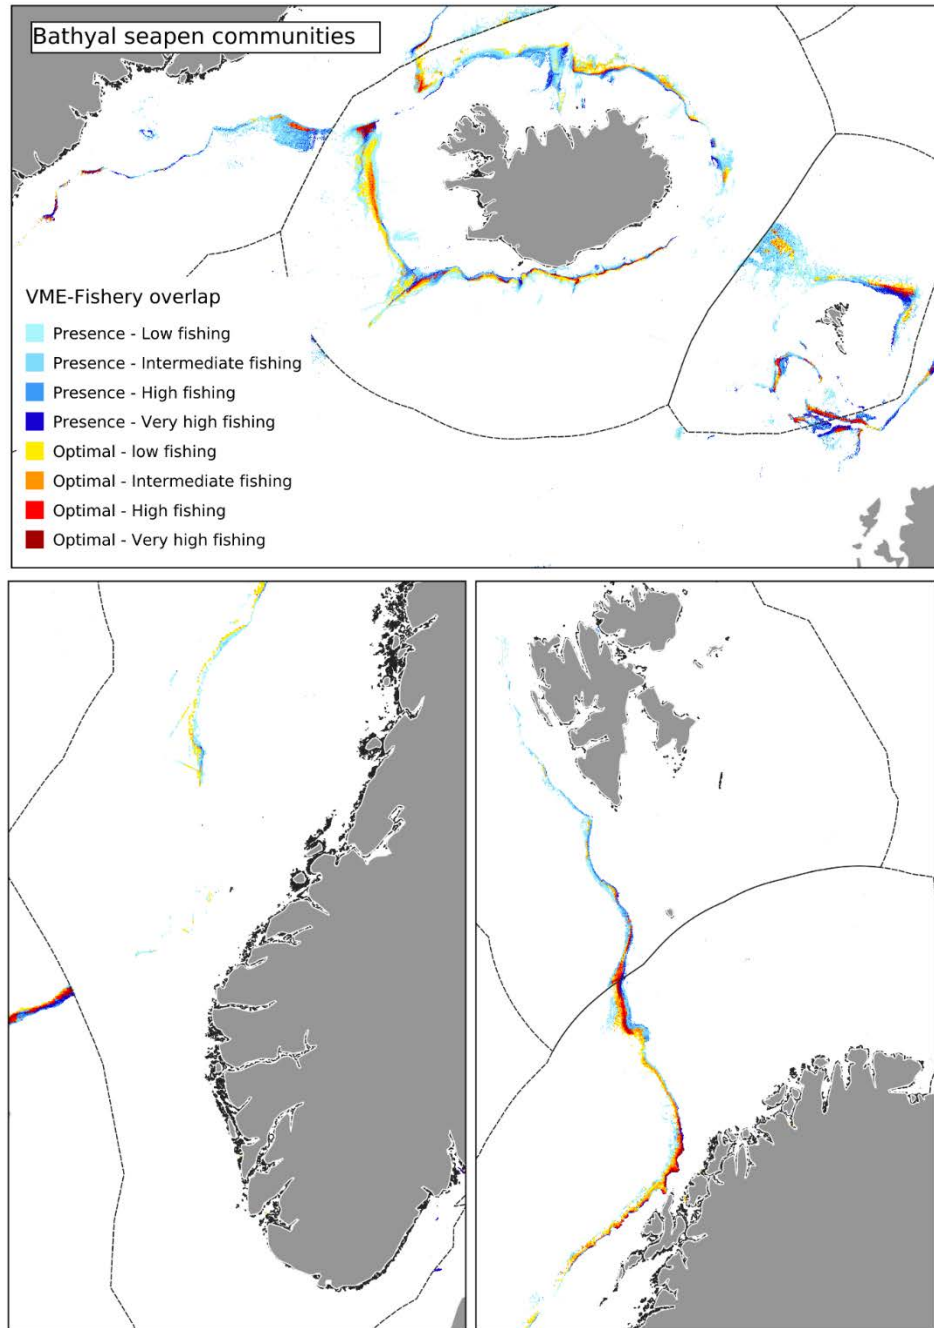 Bathyal seapen communities
VME-Fishery overlap
Presence - Low fishing
Presence - Intermediate fishing
Presence - High fishing
Presence - Very high fishing
Optimal - low fishing
Optimal - Intermediate fishing
Optimal - High fishing
Optimal - Very high fishing